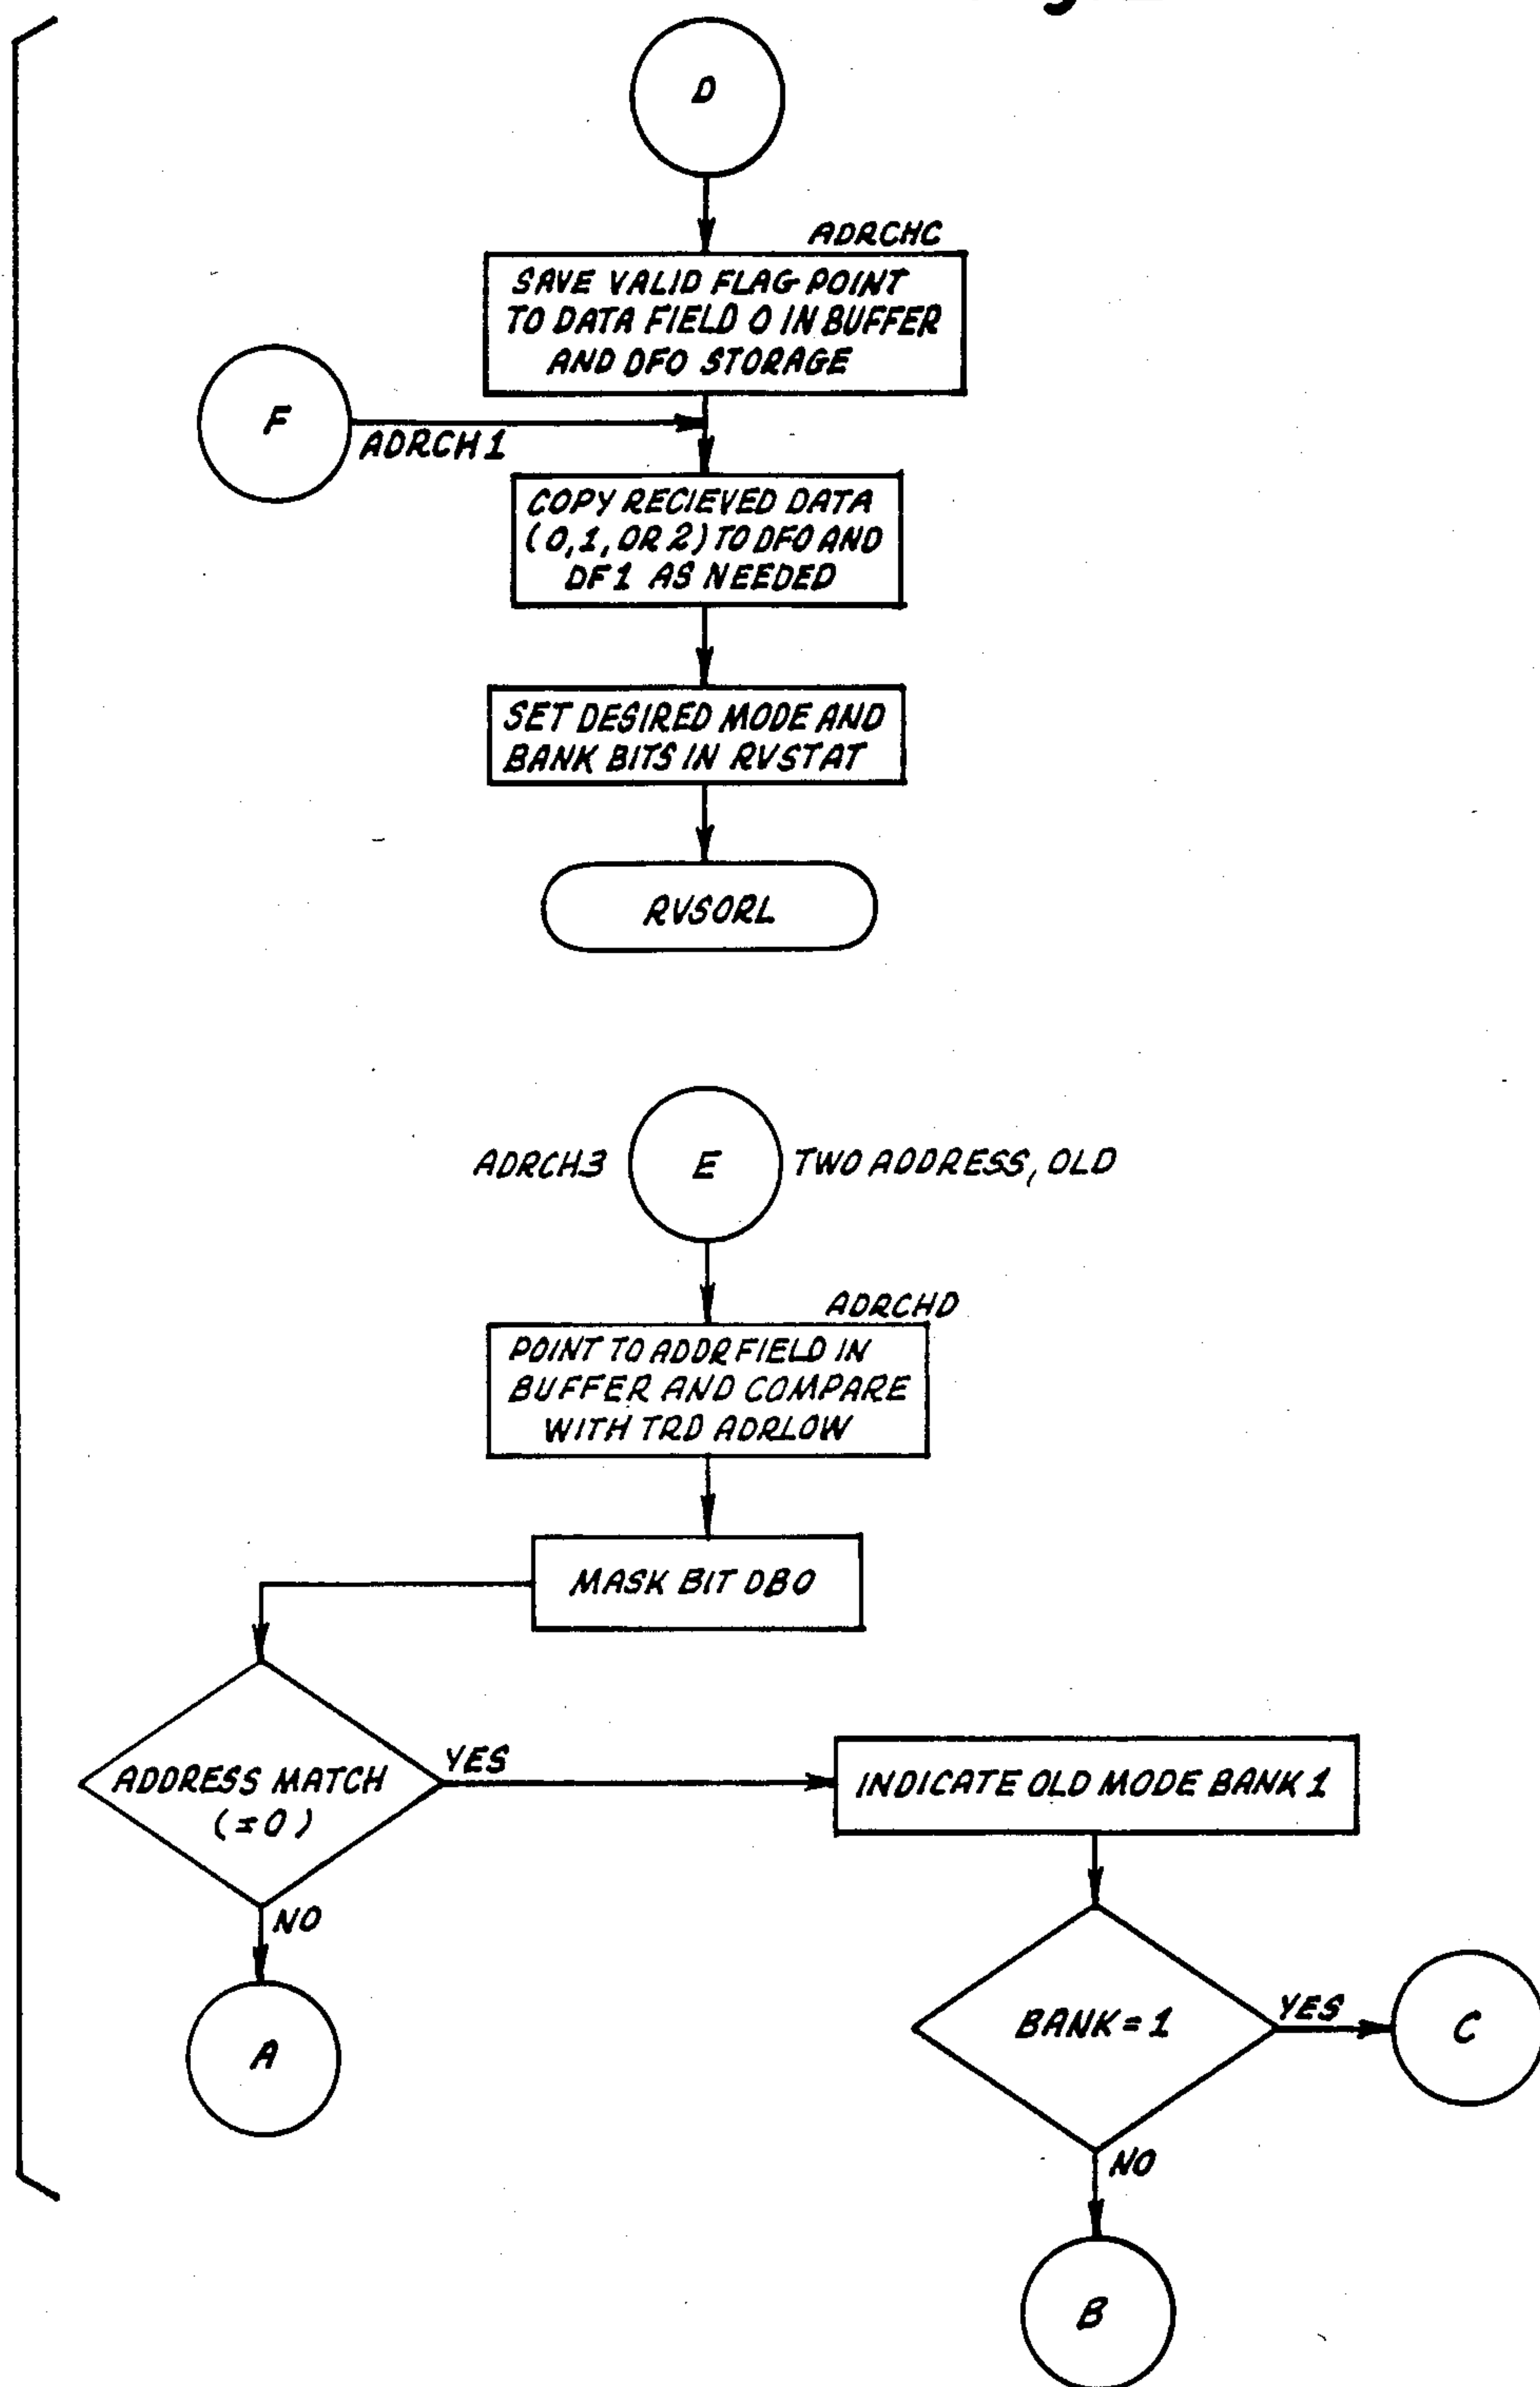 D
ADRCHC
SAVE VALID FLAG POINT
TO DATA FIELD 0 IN BUFFER
AND DF0 STORAGE
F
ADRCH1
COPY RECIEVED DATA
(0,1, OR 2) TO DF0 AND
DF1 AS NEEDED
SET DESIRED MODE AND
BANK BITS IN RVSTAT
RVSORL
ADRCH3
E
TWO ADDRESS, OLD
ADRCHD
POINT TO ADDR FIELD IN
BUFFER AND COMPARE
WITH TRD ADRLOW
MASK BIT DB0
ADDRESS MATCH
(=0)
YES
INDICATE OLD MODE BANK 1
NO
A
BANK = 1
YES
C
NO
B